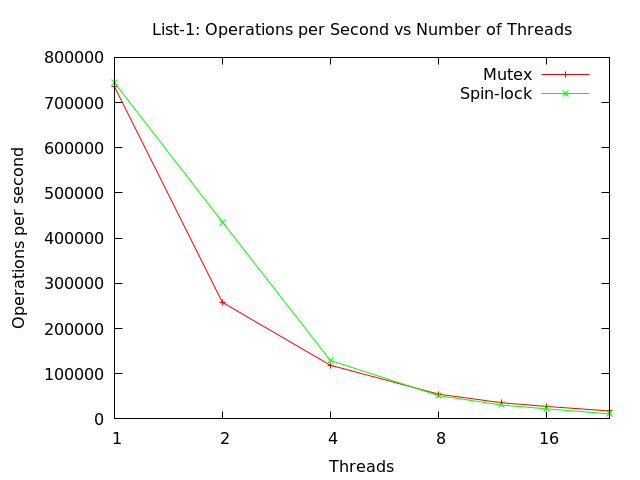 List-1: Operations per Second vs Number of Threads
Mutex
Spin-lock
Operations per second
800000
700000
600000
500000
400000
300000
200000
100000
0
1 2 4 8 16
Threads